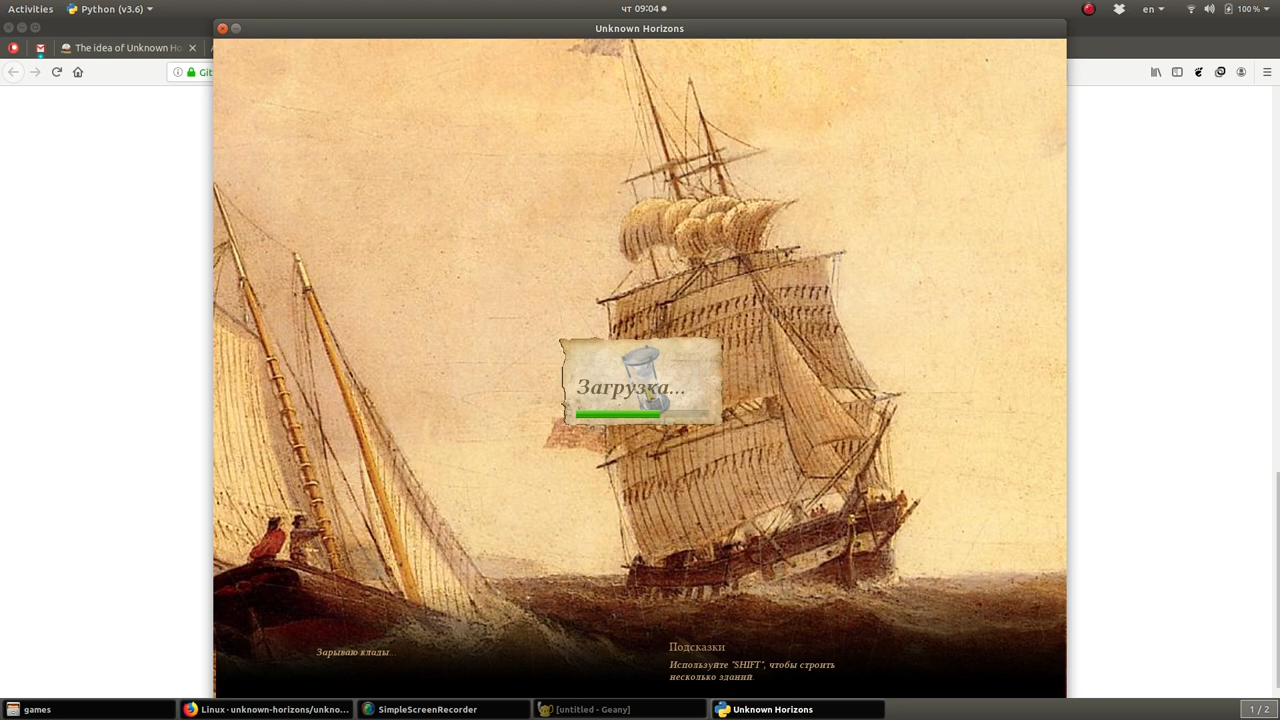 Activities
Python (v3.6)
чт 09:04
en
100 %
Unknown Horizons
The idea of Unknown Ho
Git
Загрузка...
Зарываю клады...
Подсказки
Используйте "SHIFT", чтобы строить
несколько зданий.
games
Linux · unknown-horizons/unkno...
SimpleScreenRecorder
[untitled - Geany]
Unknown Horizons
1 / 2